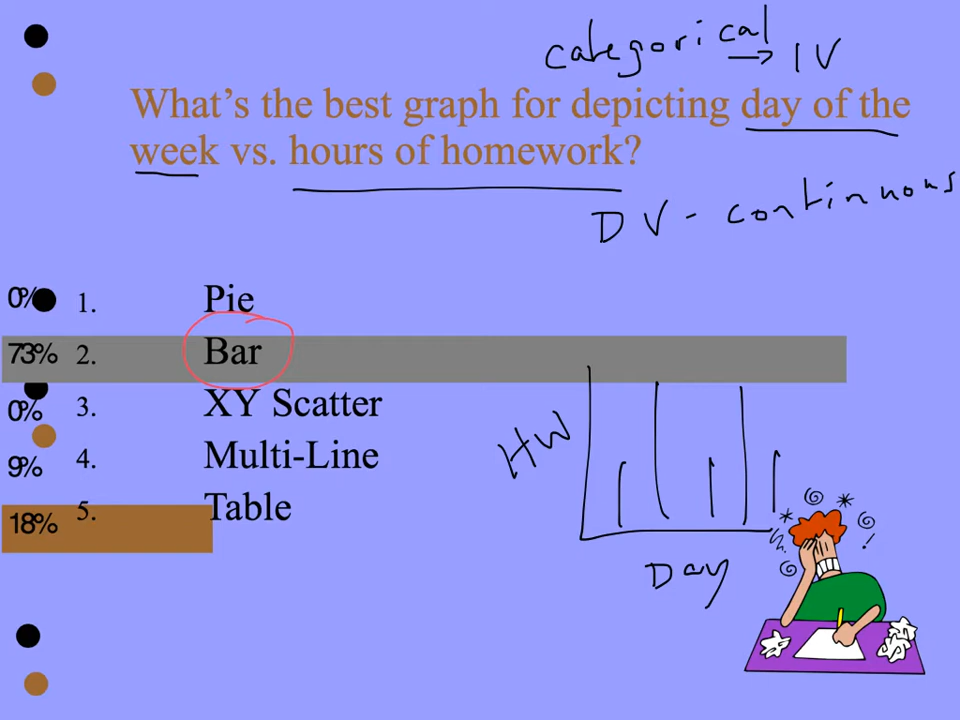 categorical → IV
What's the best graph for depicting day of the
week vs. hours of homework?
DV - continuous
0% 1. Pie
73% 2. Bar
0% 3. XY Scatter
9% 4. Multi-Line
18% 5. Table
HW
Day